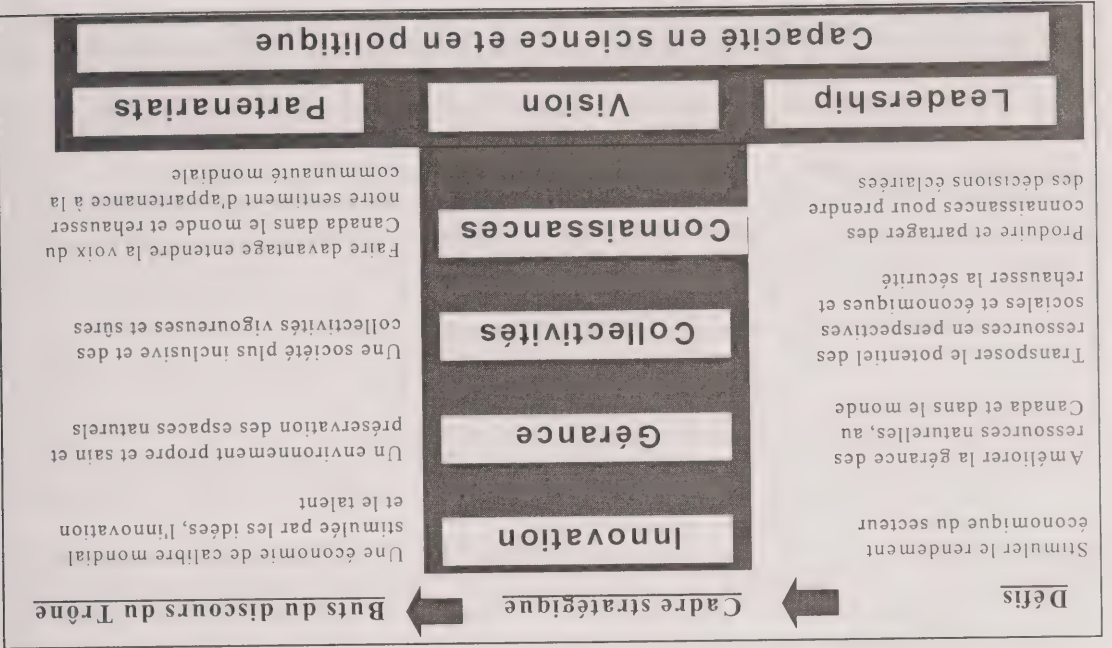 Défis
Cadre stratégique
Buts du discours du Trône
Stimuler le rendement
économique du secteur
Innovation
Une économie de calibre mondial
stimulée par les idées, l'innovation
et le talent
Améliorer la gérance des
ressources naturelles, au
Canada et dans le monde
Gérance
Un environnement propre et sain et
préservation des espaces naturels
Transposer le potentiel des
ressources en perspectives
sociales et économiques et
rehausser la sécurité
Collectivités
Une société plus inclusive et des
collectivités vigoureuses et sûres
Produire et partager des
connaissances pour prendre
des décisions éclairées
Connaissances
Faire davantage entendre la voix du
Canada dans le monde et rehausser
notre sentiment d'appartenance à la
communauté mondiale
Leadership
Vision
Partenariats
Capacité en science et en politique